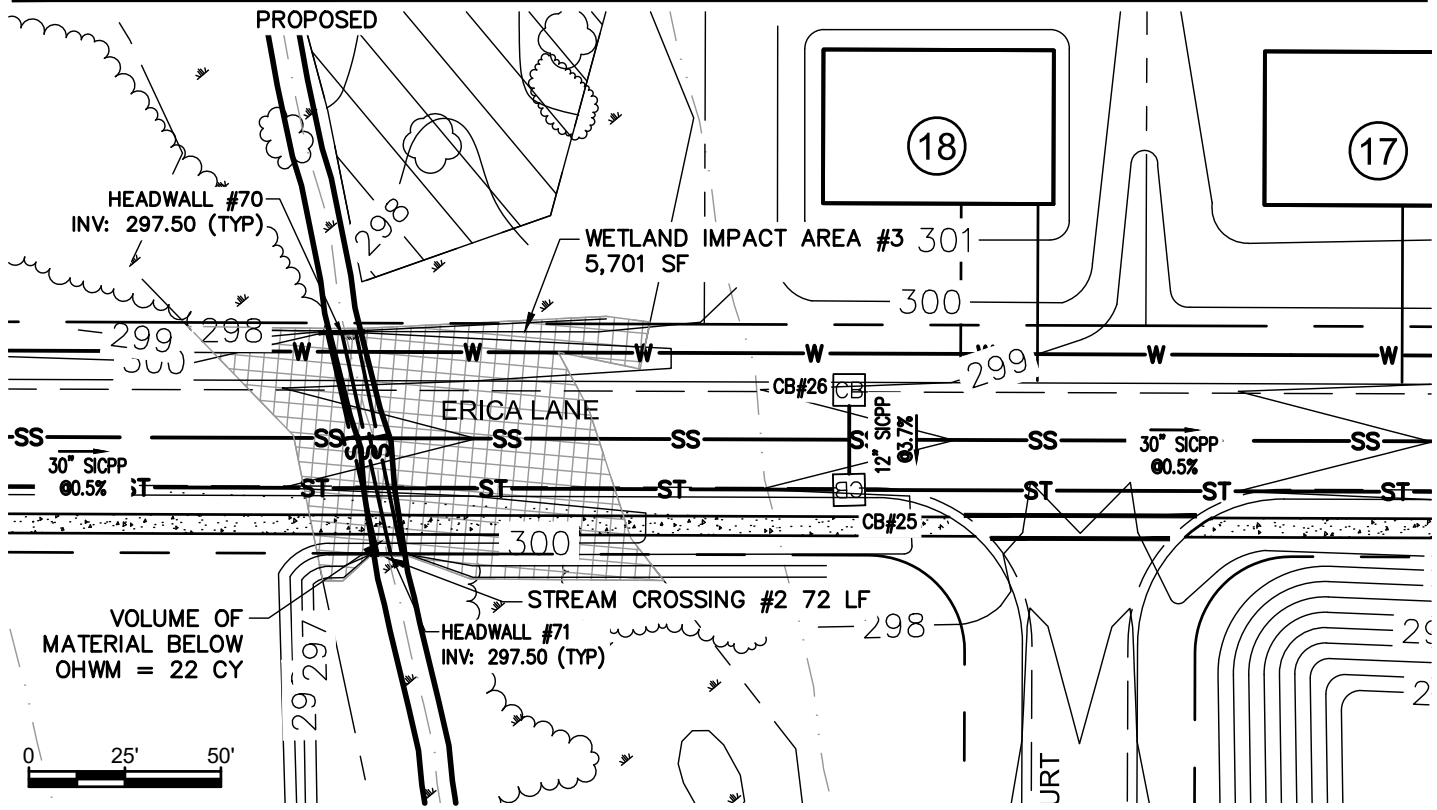 PROPOSED
18
17
HEADWALL #70
INV: 297.50 (TYP)
298
WETLAND IMPACT AREA #3
5,701 SF
301
300
299
298
300
W
W
W
W
W
W
299
CB#26
CB
ERICA LANE
SS
SS
SS
SS
SS
SS
30" SICPP
@0.5%
12" SICPP
@3.7%
30" SICPP
@0.5%
ST
ST
ST
ST
ST
ST
ST
CB
CB#25
300
STREAM CROSSING #2 72 LF
298
VOLUME OF
MATERIAL BELOW
OHWM = 22 CY
HEADWALL #71
INV: 297.50 (TYP)
297
0 25' 50'